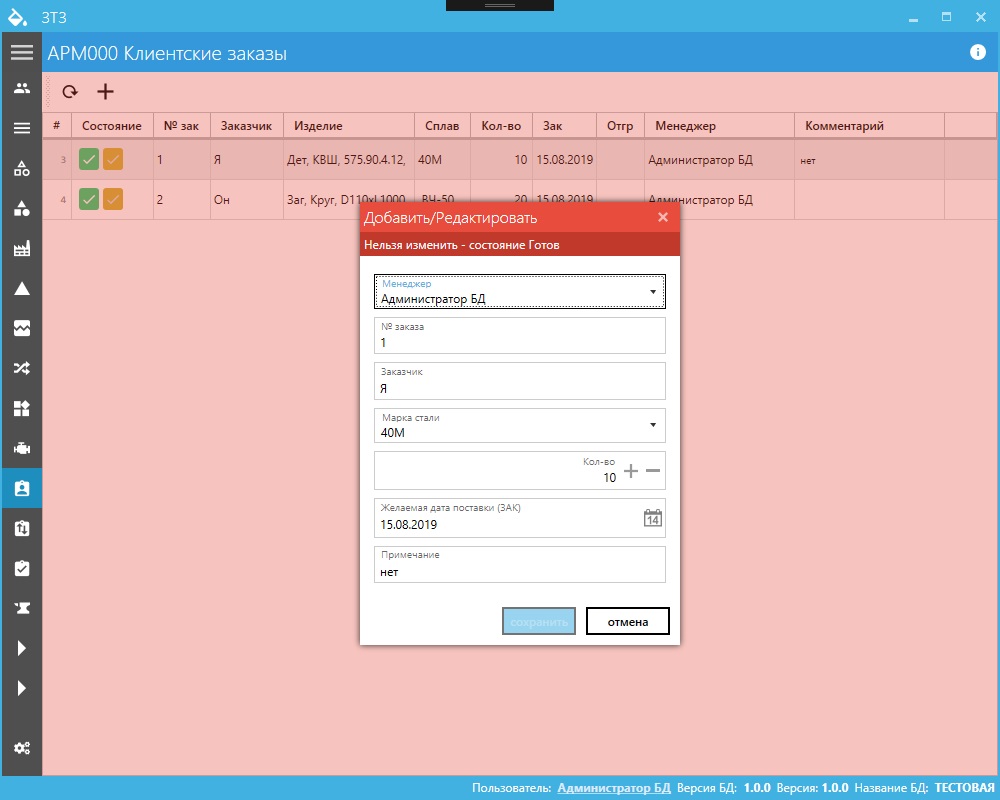 ЗТЗ
АРМ000 Клиентские заказы
# Состояние № зак Заказчик Изделие Сплав Кол-во Зак Отгр Менеджер Комментарий
3 1 Я Дет, КВШ, 575.90.4.12, 40М 10 15.08.2019 Администратор БД нет
4 2 Он Заг, Круг, D110xL1000 ВЧ-50 20 15.08.2019 Администратор БД
Добавить/Редактировать
Нельзя изменить - состояние Готов
Менеджер
Администратор БД
№ заказа
1
Заказчик
Я
Марка стали
40М
Кол-во
10
Желаемая дата поставки (ЗАК)
15.08.2019
14
Примечание
нет
сохранить отмена
Пользователь: Администратор БД Версия БД: 1.0.0 Версия: 1.0.0 Название БД: ТЕСТОВАЯ